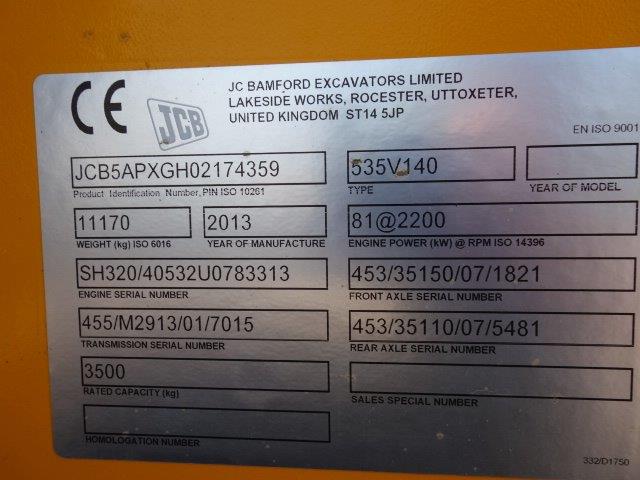 CE
JCB
JC BAMFORD EXCAVATORS LIMITED
LAKESIDE WORKS, ROCESTER, UTTOXETER,
UNITED KINGDOM ST14 5JP
EN ISO 9001
JCB5APXGH02174359
Product Identification Number, PIN ISO 10261
535V140
TYPE
YEAR OF MODEL
11170
WEIGHT (kg) ISO 6016
2013
YEAR OF MANUFACTURE
81@2200
ENGINE POWER (kW) @ RPM ISO 14396
SH320/40532U0783313
ENGINE SERIAL NUMBER
453/35150/07/1821
FRONT AXLE SERIAL NUMBER
455/M2913/01/7015
TRANSMISSION SERIAL NUMBER
453/35110/07/5481
REAR AXLE SERIAL NUMBER
3500
RATED CAPACITY (kg)
SALES SPECIAL NUMBER
HOMOLOGATION NUMBER
332/D1750